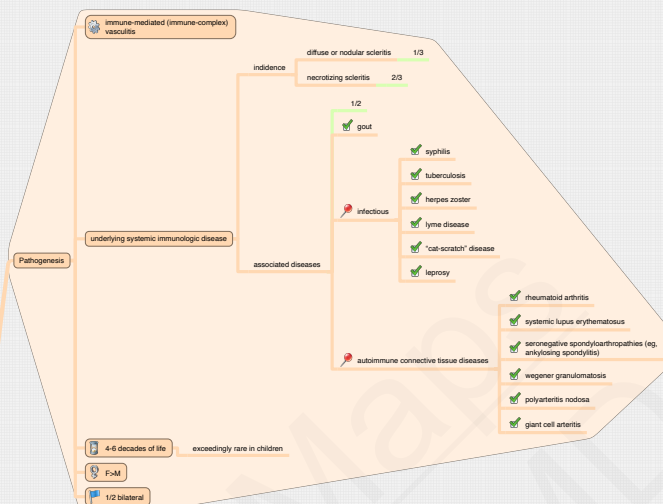 immune-mediated (immune-complex)
vasculitis
diffuse or nodular scleritis 1/3
indidence
necrotizing scleritis 2/3
1/2
gout
syphilis
tuberculosis
herpes zoster
infectious
lyme disease
underlying systemic immunologic disease
"cat-scratch" disease
Pathogenesis
associated diseases
leprosy
rheumatoid arthritis
systemic lupus erythematosus
seronegative spondyloarthropathies (eg,
ankylosing spondylitis)
autoimmune connective tissue diseases
wegener granulomatosis
polyarteritis nodosa
giant cell arteritis
4-6 decades of life exceedingly rare in children
F>M
1/2 bilateral
Maps